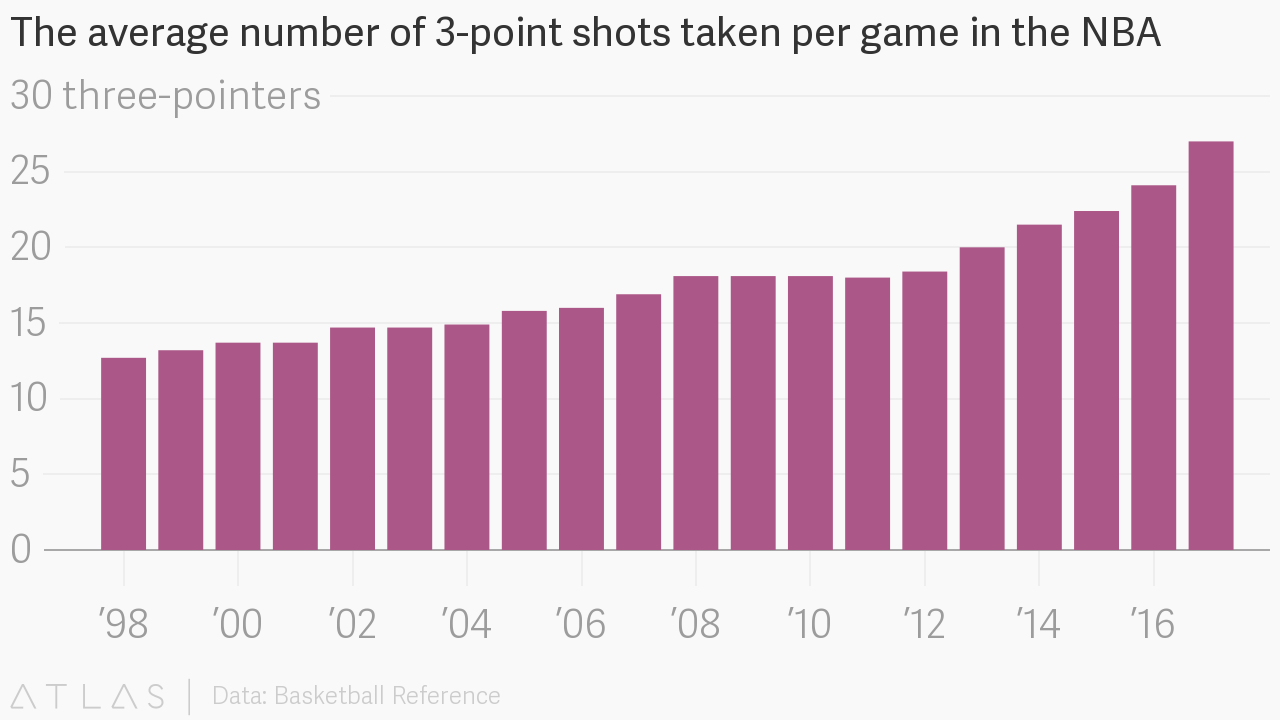 The average number of 3-point shots taken per game in the NBA
30 three-pointers
25
20
15
10
5
0
’98 ’00 ’02 ’04 ’06 ’08 ’10 ’12 ’14 ’16
ATLAS | Data: Basketball Reference